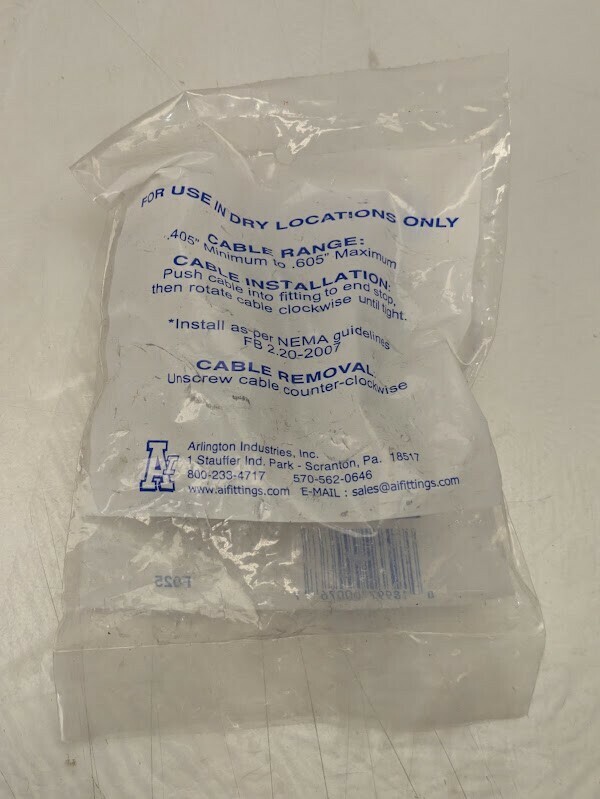 FOR USE IN DRY LOCATIONS ONLY
CABLE RANGE:
.405" Minimum to .605" Maximum
CABLE INSTALLATION:
Push cable into fitting to end stop,
then rotate cable clockwise until tight.
*Install as per NEMA guidelines
FB 2.20-2007
CABLE REMOVAL
Unscrew cable counter-clockwise
AI
Arlington Industries, Inc.
1 Stauffer Ind. Park - Scranton, Pa. 18517
800-233-4717 570-562-0646
www.aifittings.com E-MAIL : sales@aifittings.com
F025